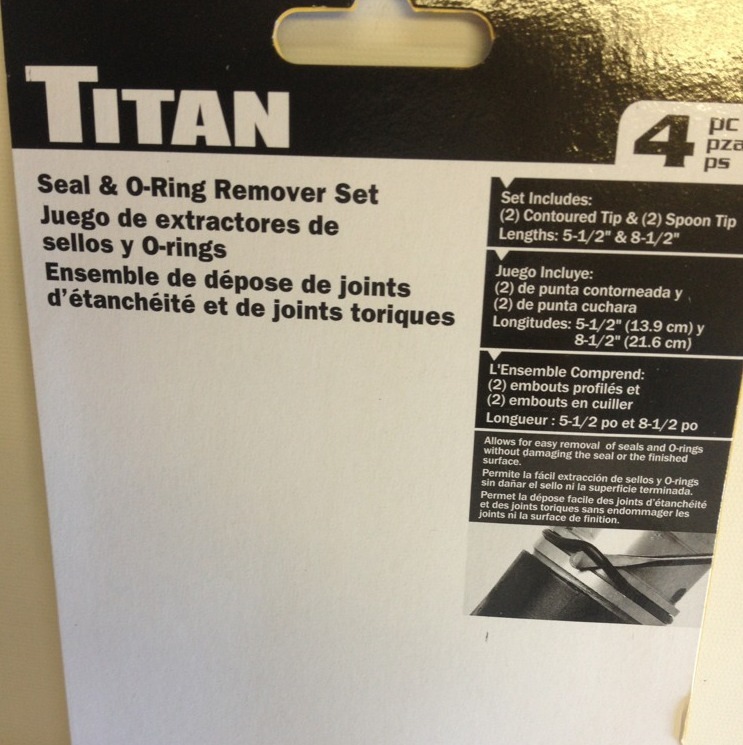 TITAN
4 pc
pza
ps
Seal & O-Ring Remover Set
Juego de extractores de
sellos y O-rings
Ensemble de dépose de joints
d'étanchéité et de joints toriques
Set Includes:
(2) Contoured Tip & (2) Spoon Tip
Lengths: 5-1/2" & 8-1/2"
Juego Incluye:
(2) de punta contorneada y
(2) de punta cuchara
Longitudes: 5-1/2" (13.9 cm) y
8-1/2" (21.6 cm)
L'Ensemble Comprend:
(2) embouts profilés et
(2) embouts en cuiller
Longueur : 5-1/2 po et 8-1/2 po
Allows for easy removal of seals and O-rings
without damaging the seal or the finished
surface.
Permite la fácil extracción de sellos y O-rings
sin dañar el sello ni la superficie terminada.
Permet la dépose facile des joints d'étanchéité
et des joints toriques sans endommager les
joints ni la surface de finition.